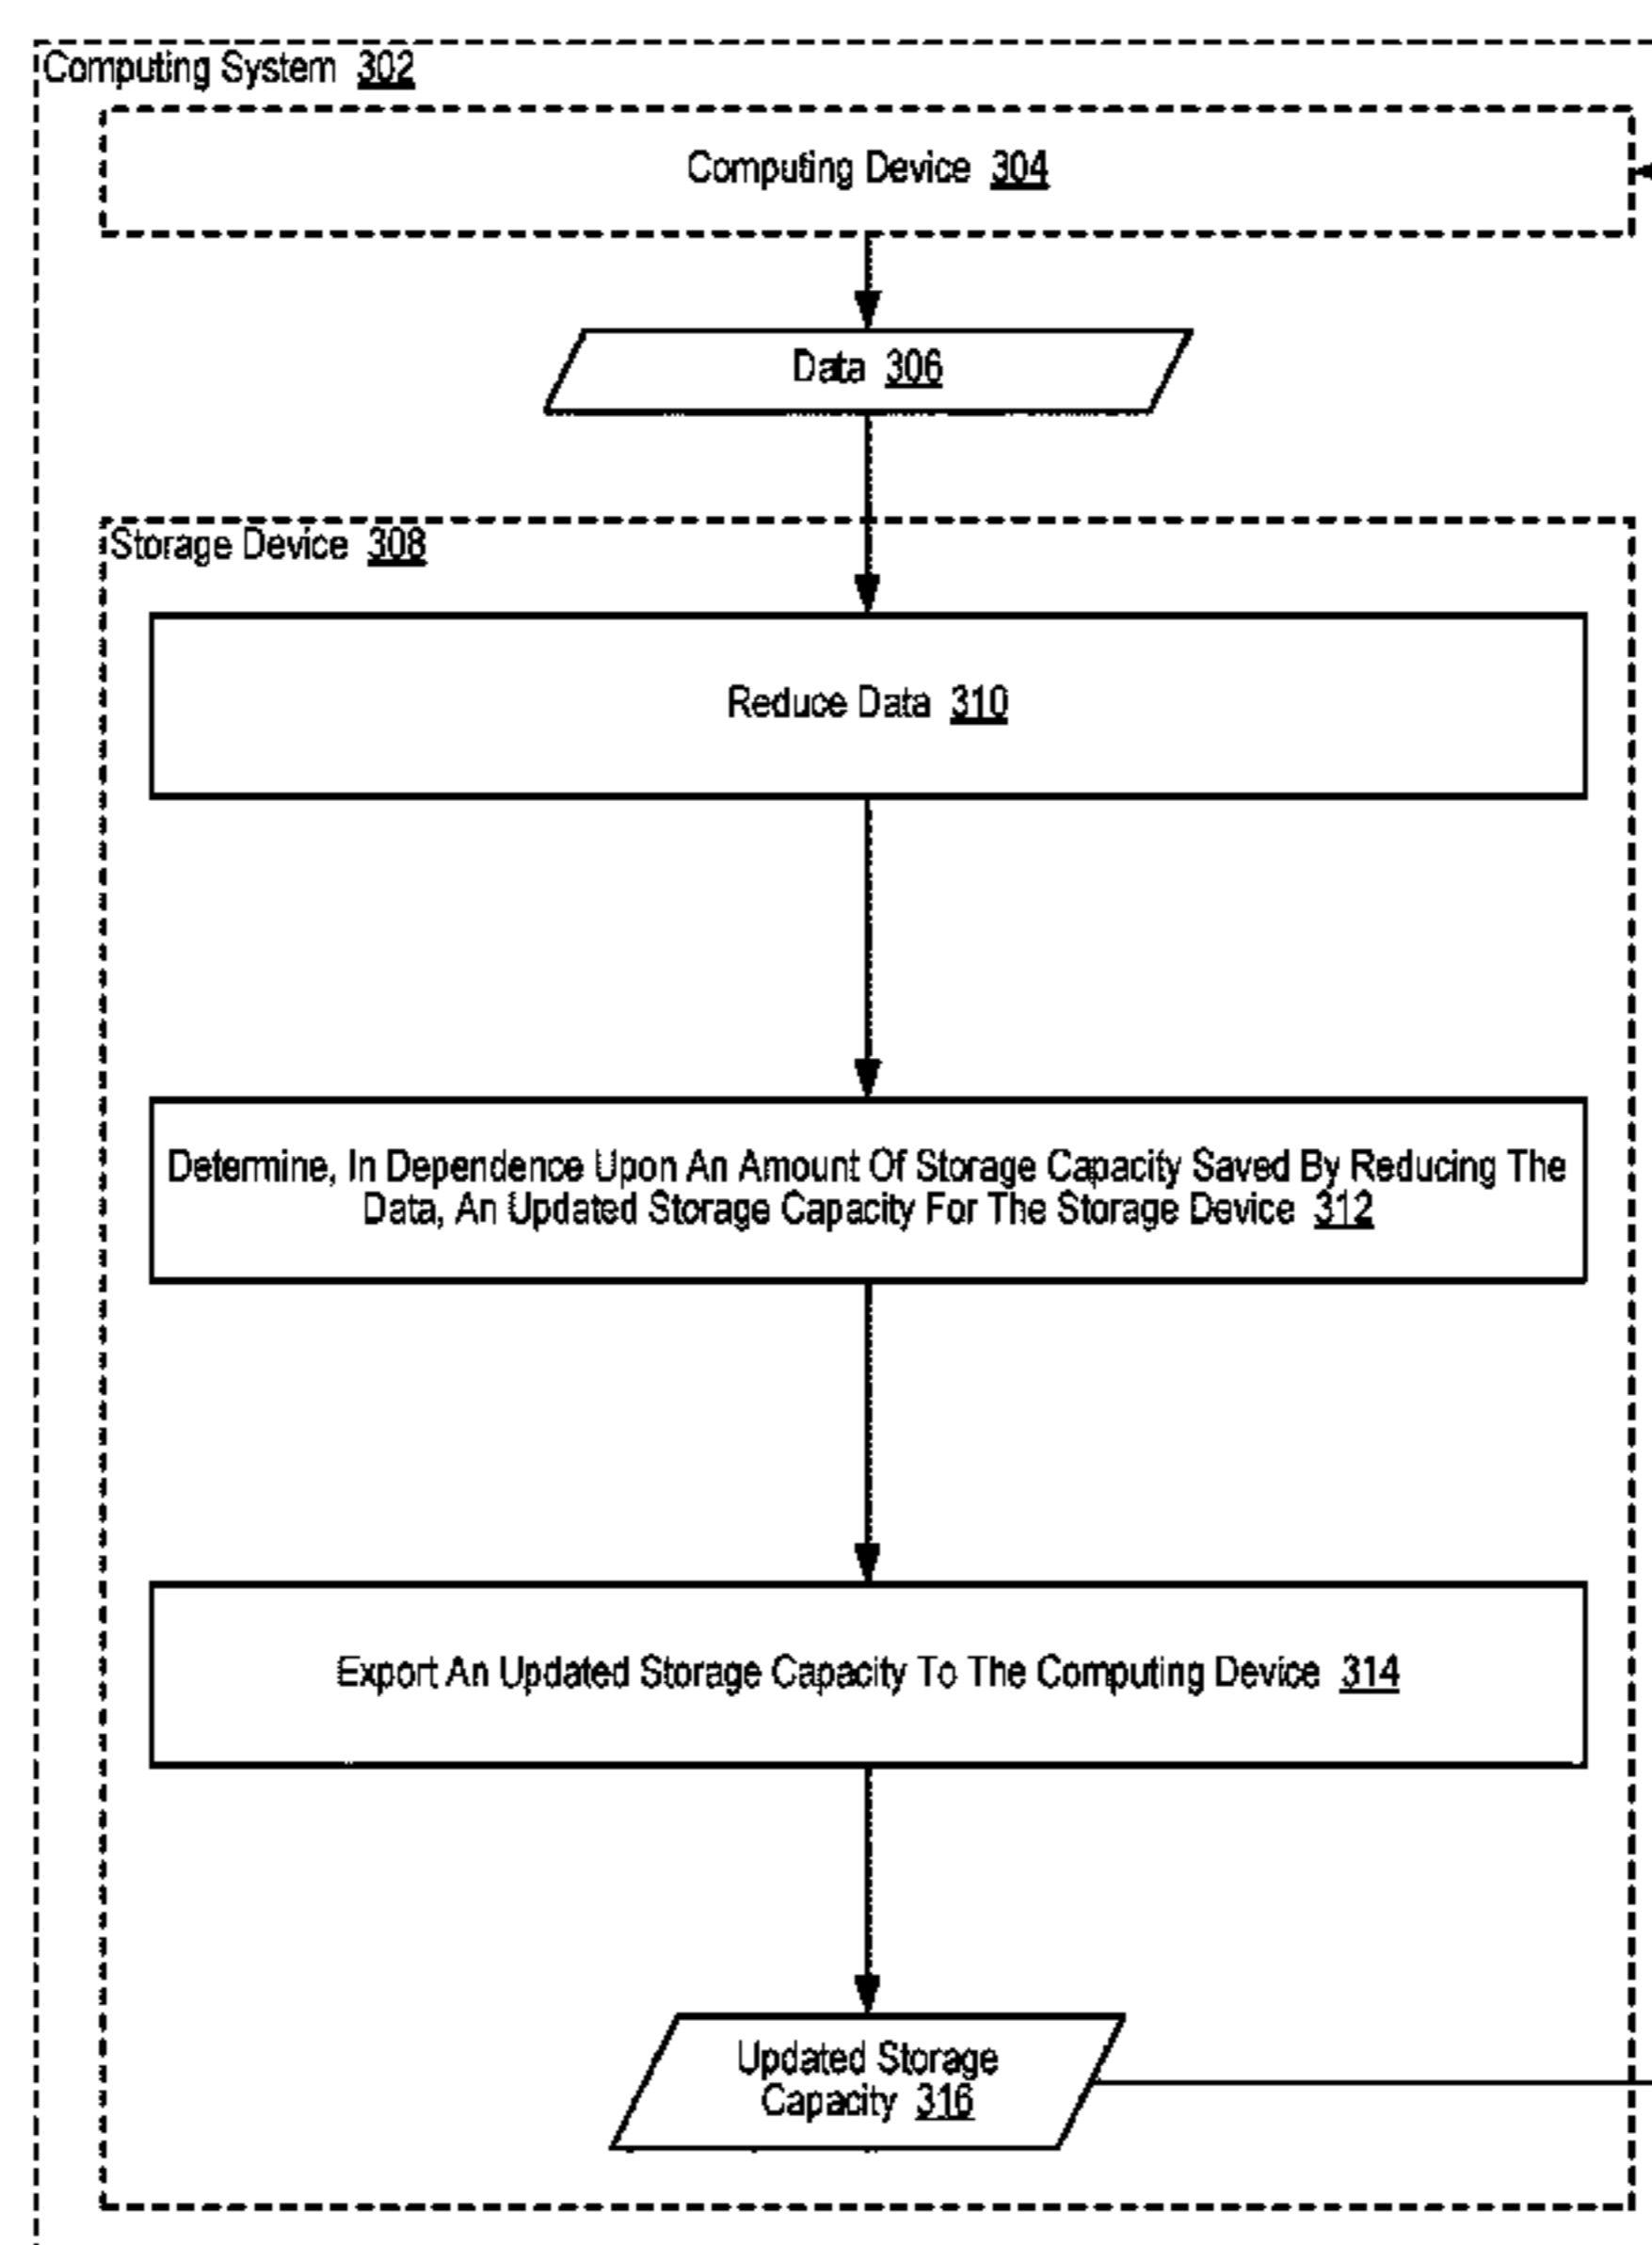 Computing System 302
Computing Device 304
Data 306
Storage Device 308
Reduce Data 310
Determine, In Dependence Upon An Amount Of Storage Capacity Saved By Reducing The
Data, An Updated Storage Capacity For The Storage Device 312
Export An Updated Storage Capacity To The Computing Device 314
Updated Storage
Capacity 316